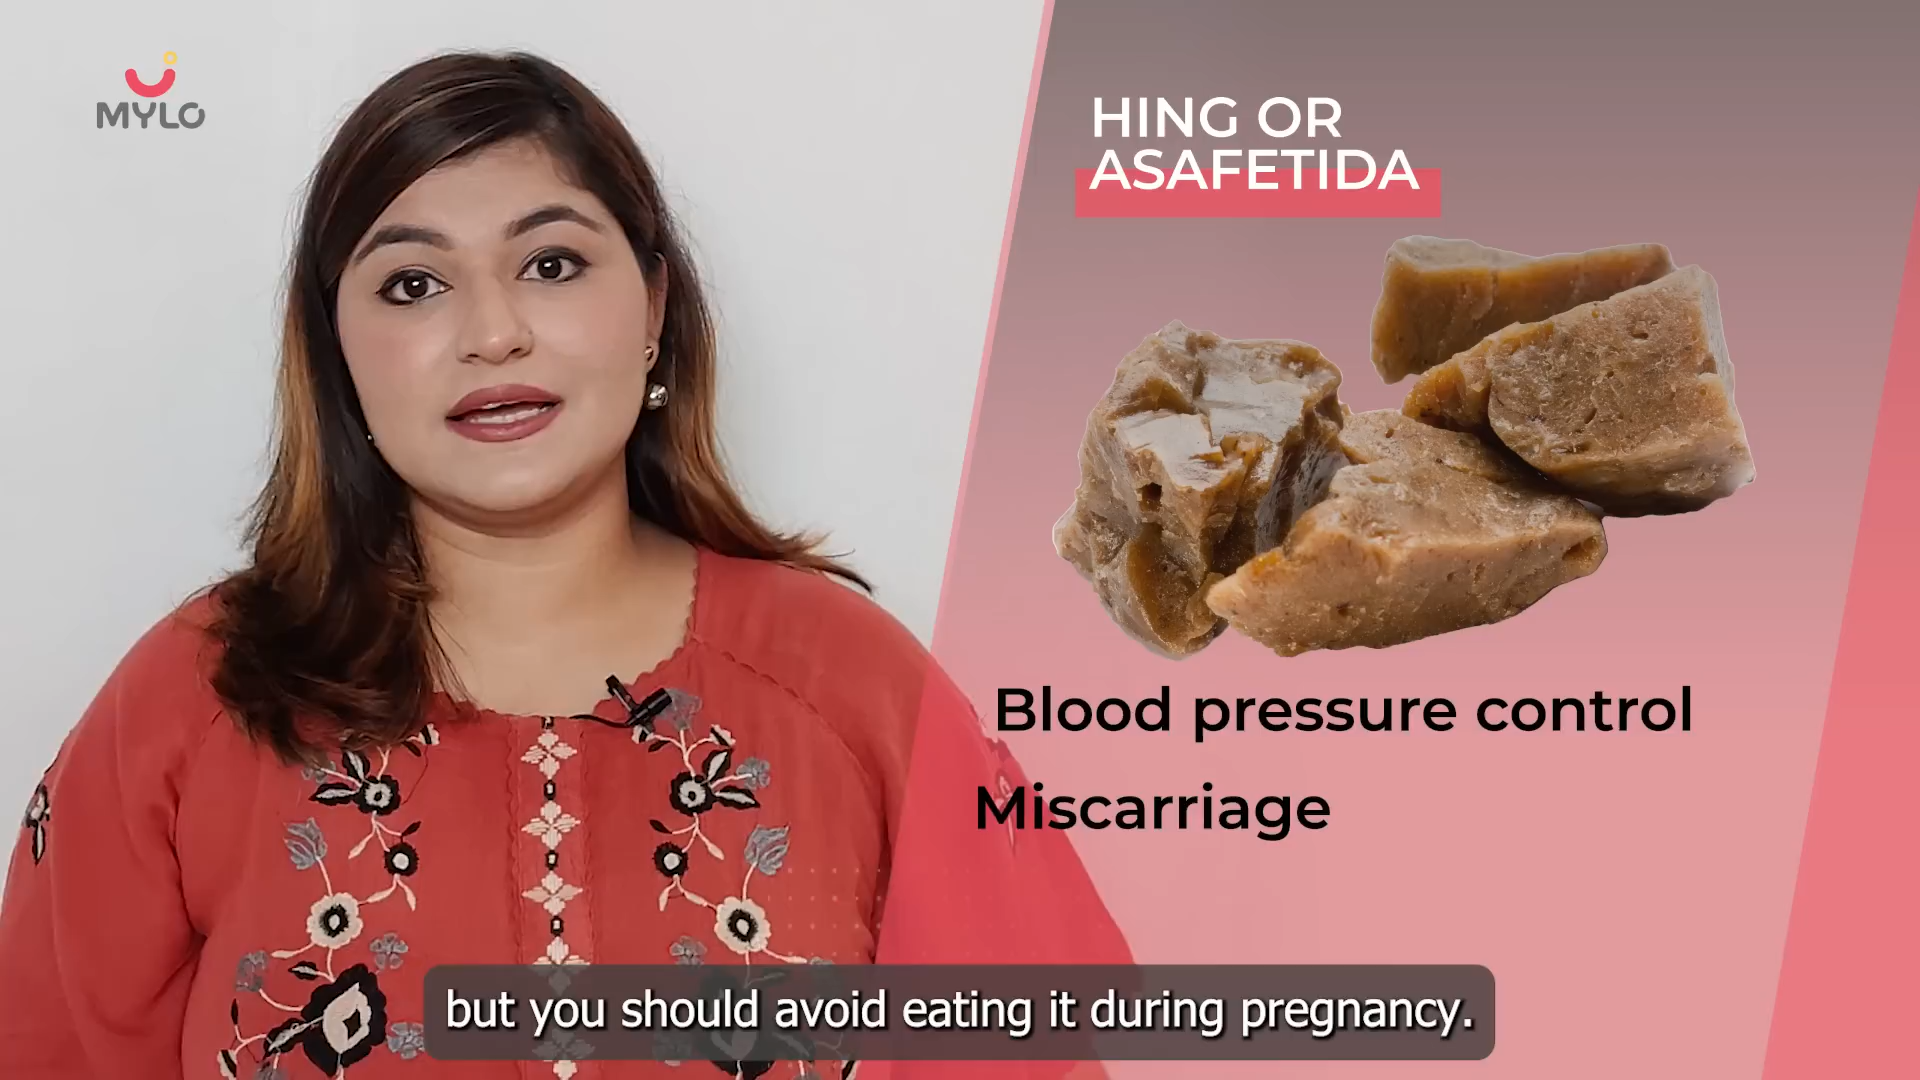 MYLO
HING OR
ASAFETIDA
Blood pressure control
Miscarriage
but you should avoid eating it during pregnancy.